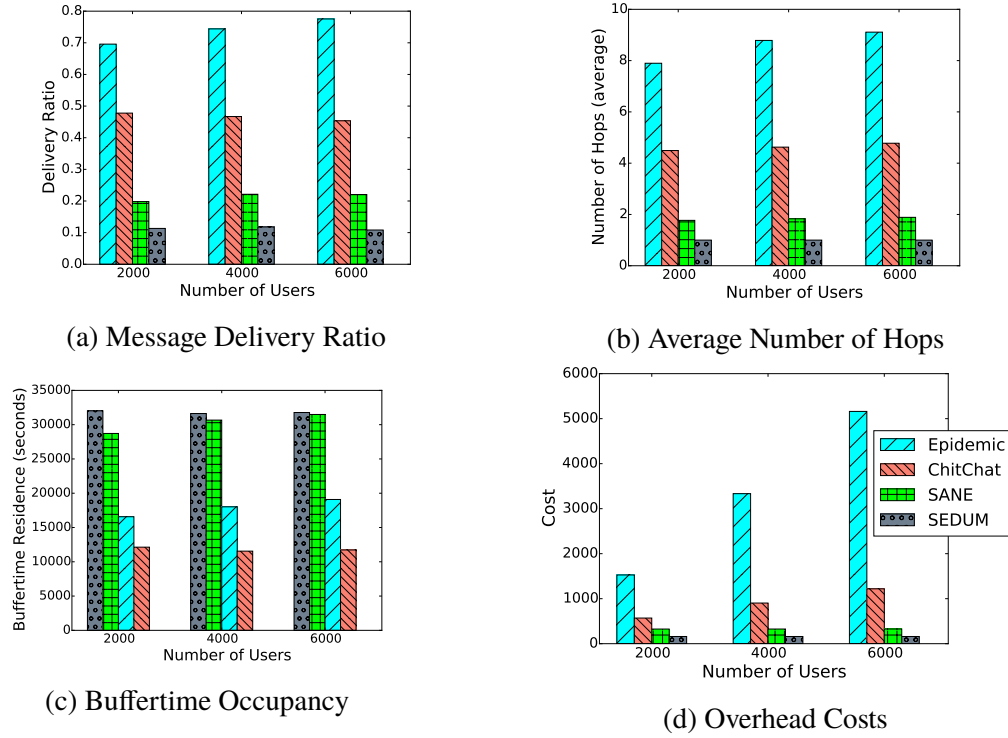 0.8
0.7
0.6
0.5
0.4
0.3
0.2
0.1
0.0
Delivery Ratio
2000 4000 6000
Number of Users
(a) Message Delivery Ratio
10
8
6
4
2
0
Number of Hops (average)
2000 4000 6000
Number of Users
(b) Average Number of Hops
35000
30000
25000
20000
15000
10000
5000
0
Buffertime Residence (seconds)
2000 4000 6000
Number of Users
(c) Buffertime Occupancy
6000
5000
4000
3000
2000
1000
0
Cost
2000 4000 6000
Number of Users
Epidemic
ChitChat
SANE
SEDUM
(d) Overhead Costs